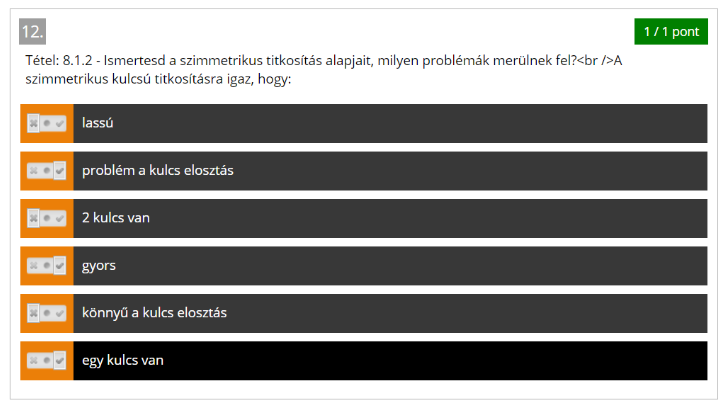 12.
1 / 1 pont
Tétel: 8.1.2 - Ismertesd a szimmetrikus titkosítás alapjait, milyen problémák merülnek fel?<br />A
szimmetrikus kulcsú titkosításra igaz, hogy:
lassú
problém a kulcs elosztás
2 kulcs van
gyors
könnyű a kulcs elosztás
egy kulcs van